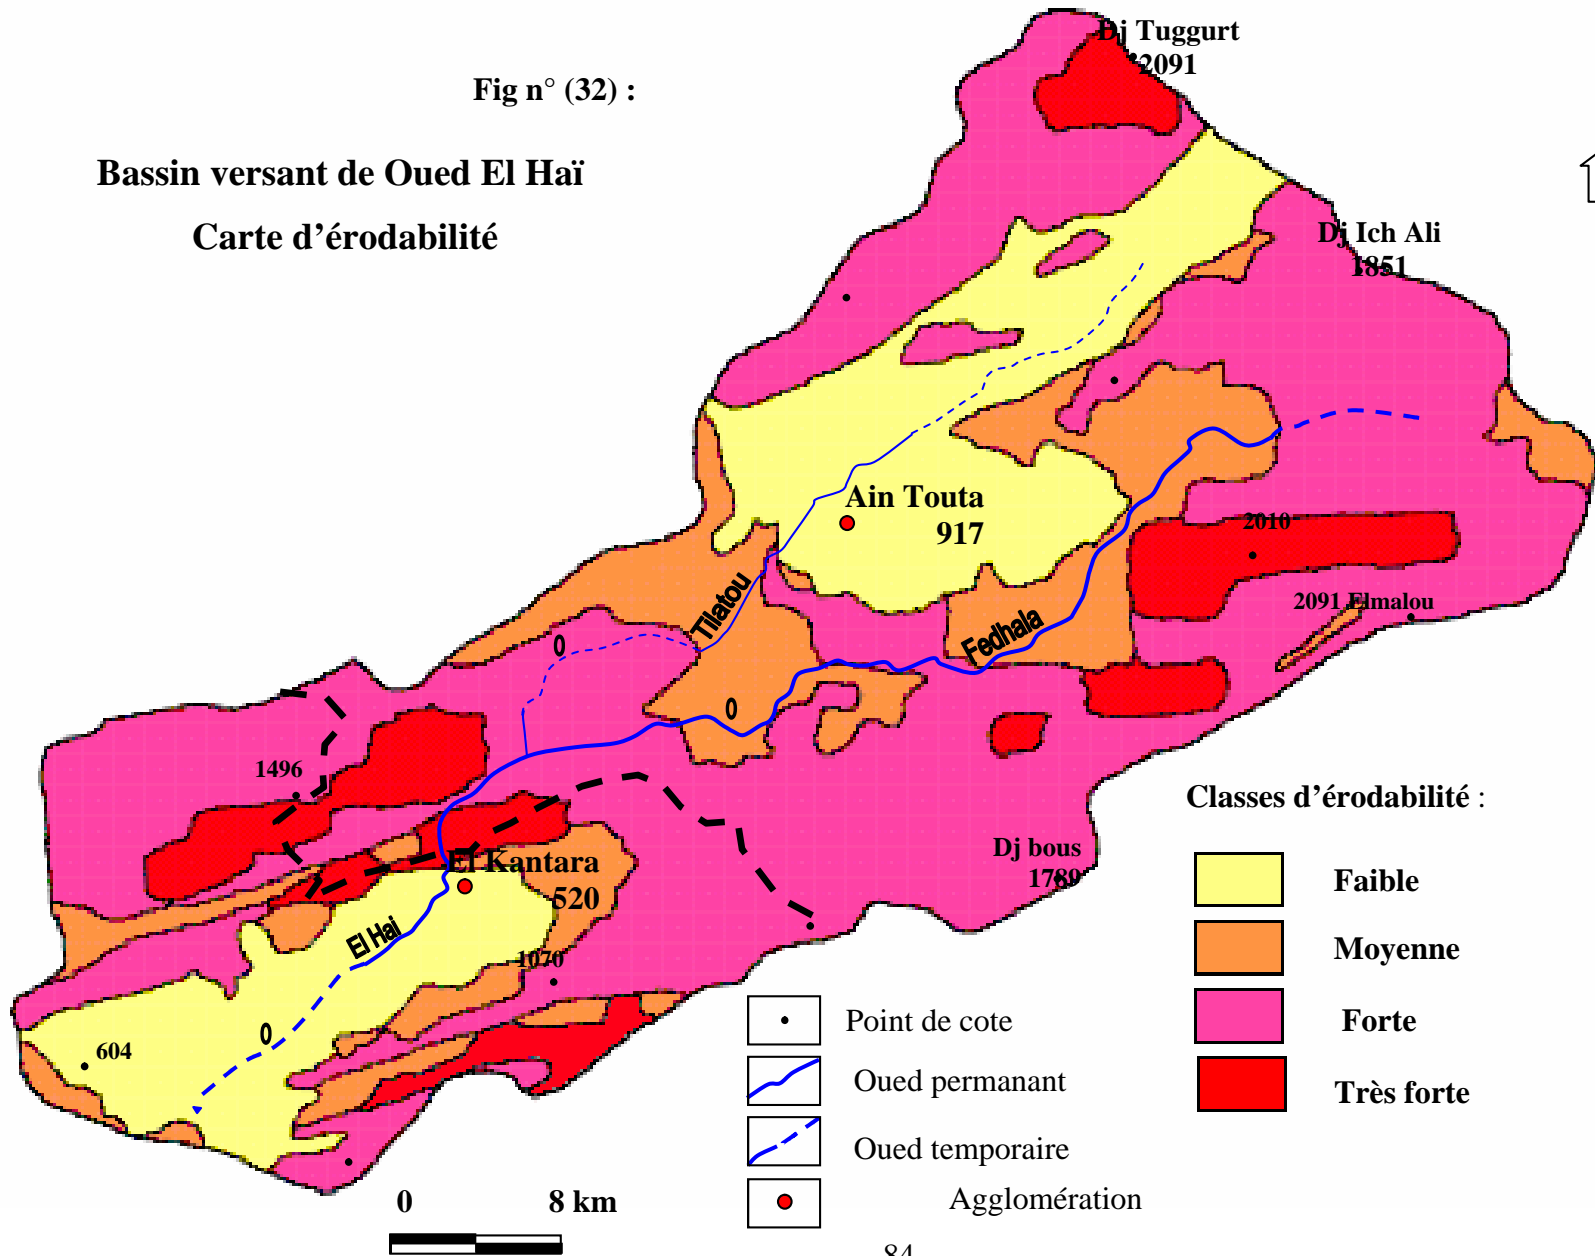 Dj Tuggurt
2091
Fig n° (32) :
Bassin versant de Oued El Haï
Carte d'érodabilité
Dj Ich Ali
1851
Ain Touta
917
2010
Tilatou
2091 Elmalou
Fedhala
0
0
1496
Classes d'érodabilité :
Dj bous
1789
El Kantara
520
Faible
El Hai
Moyenne
1070
0
604
Point de cote
Forte
Oued permanant
Très forte
Oued temporaire
Agglomération
0 8 km
84